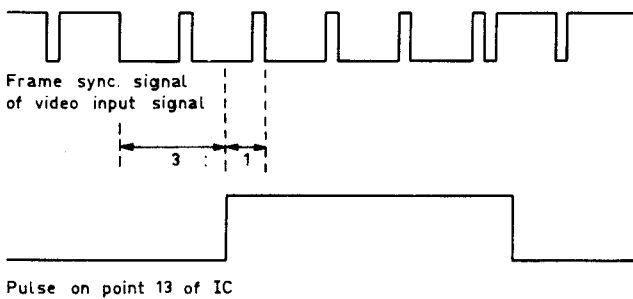 Frame sync. signal
of video input signal
3 : 1
Pulse on point 13 of IC